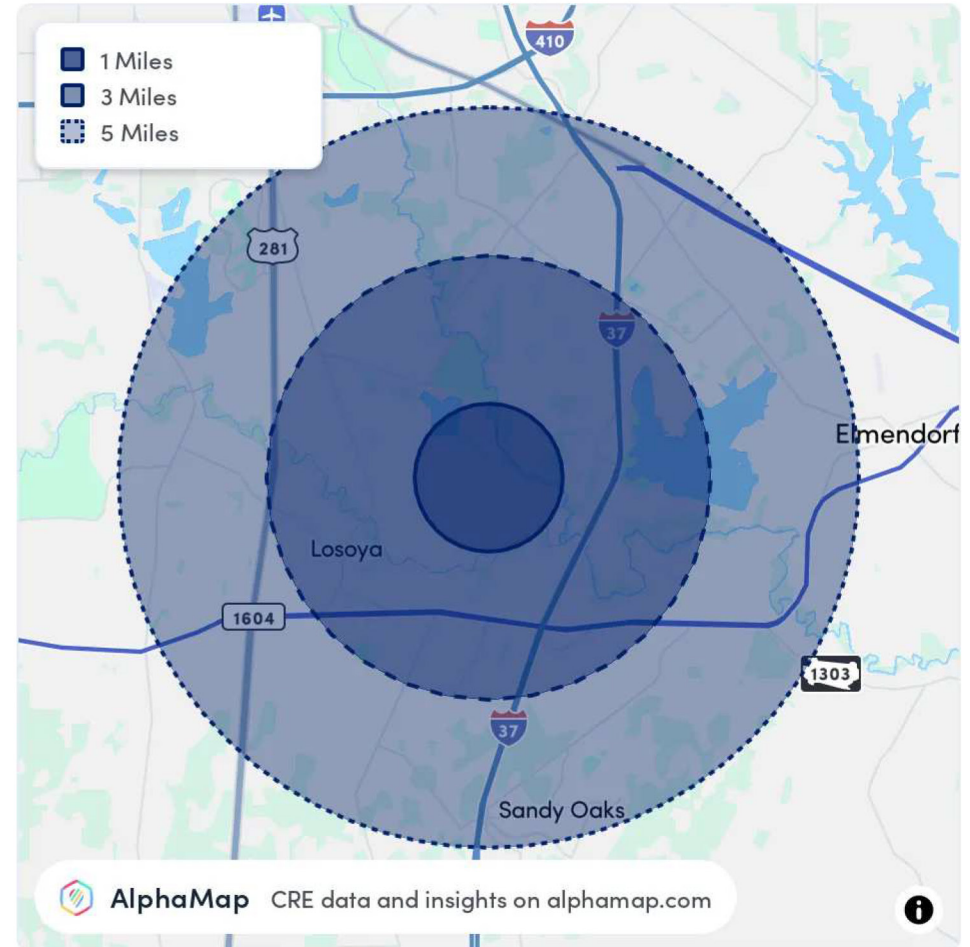 1 Miles
3 Miles
5 Miles
410
281
37
Elmendorf
Losoya
1604
1303
37
Sandy Oaks
AlphaMap CRE data and insights on alphamap.com